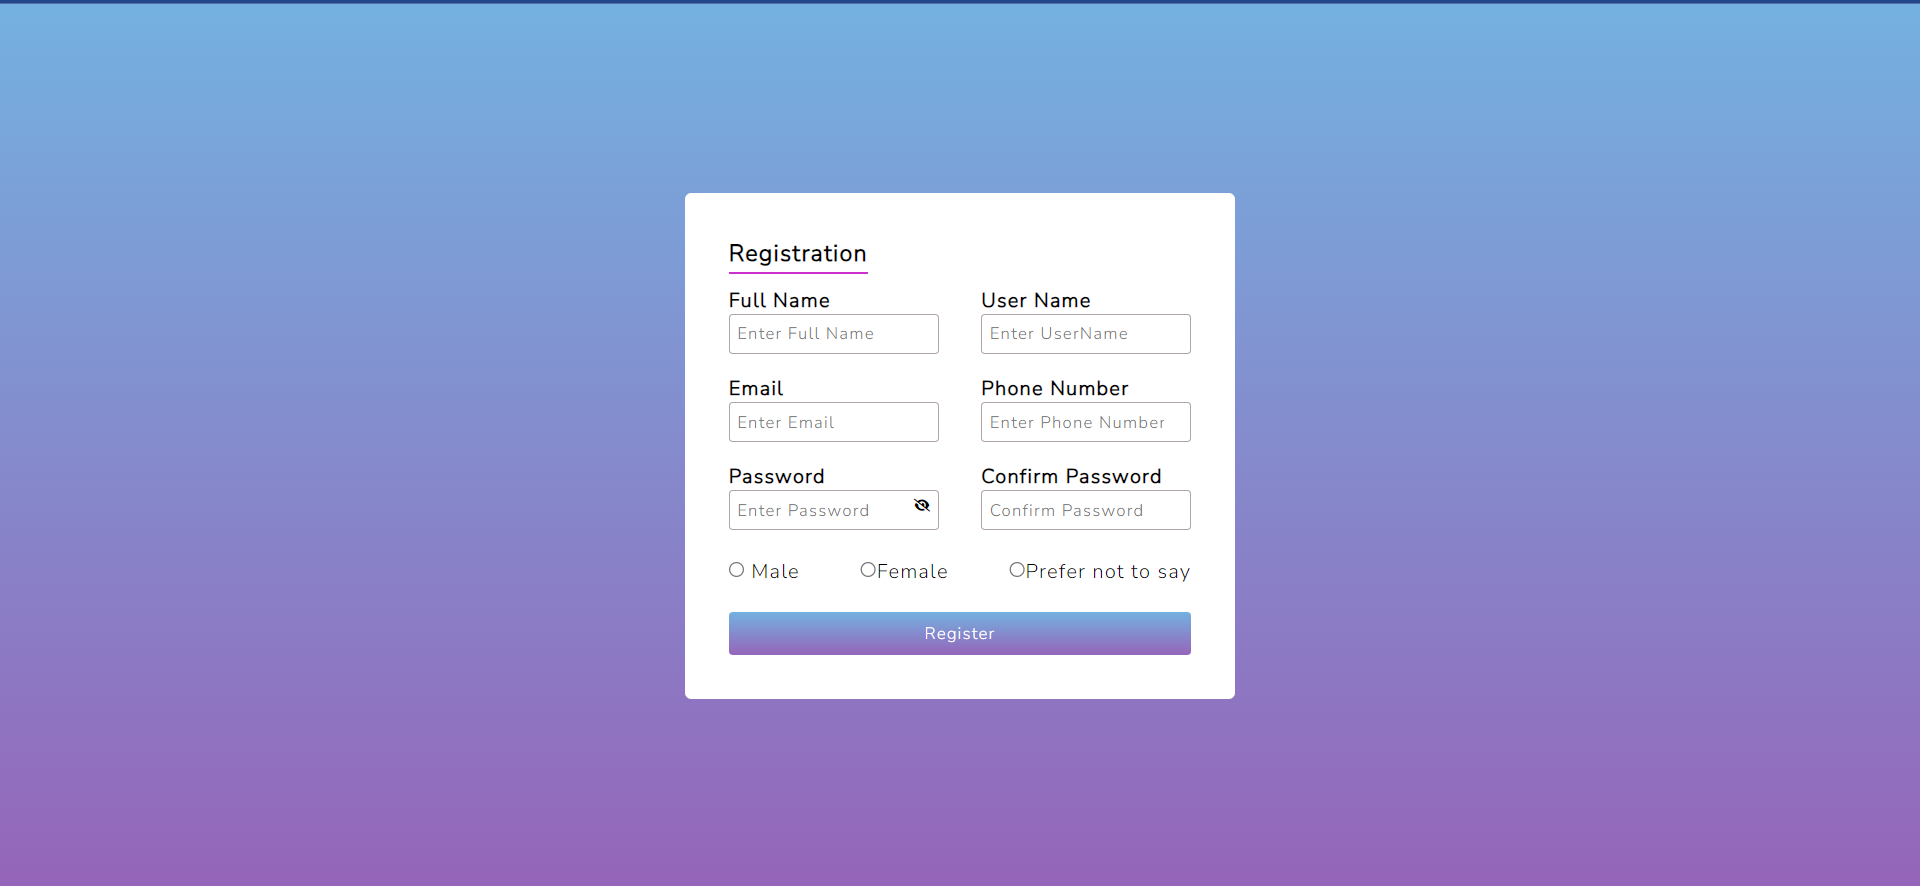 Registration
Full Name
User Name
Enter Full Name
Enter UserName
Email
Phone Number
Enter Email
Enter Phone Number
Password
Confirm Password
Enter Password
Confirm Password
Male
Female
Prefer not to say
Register